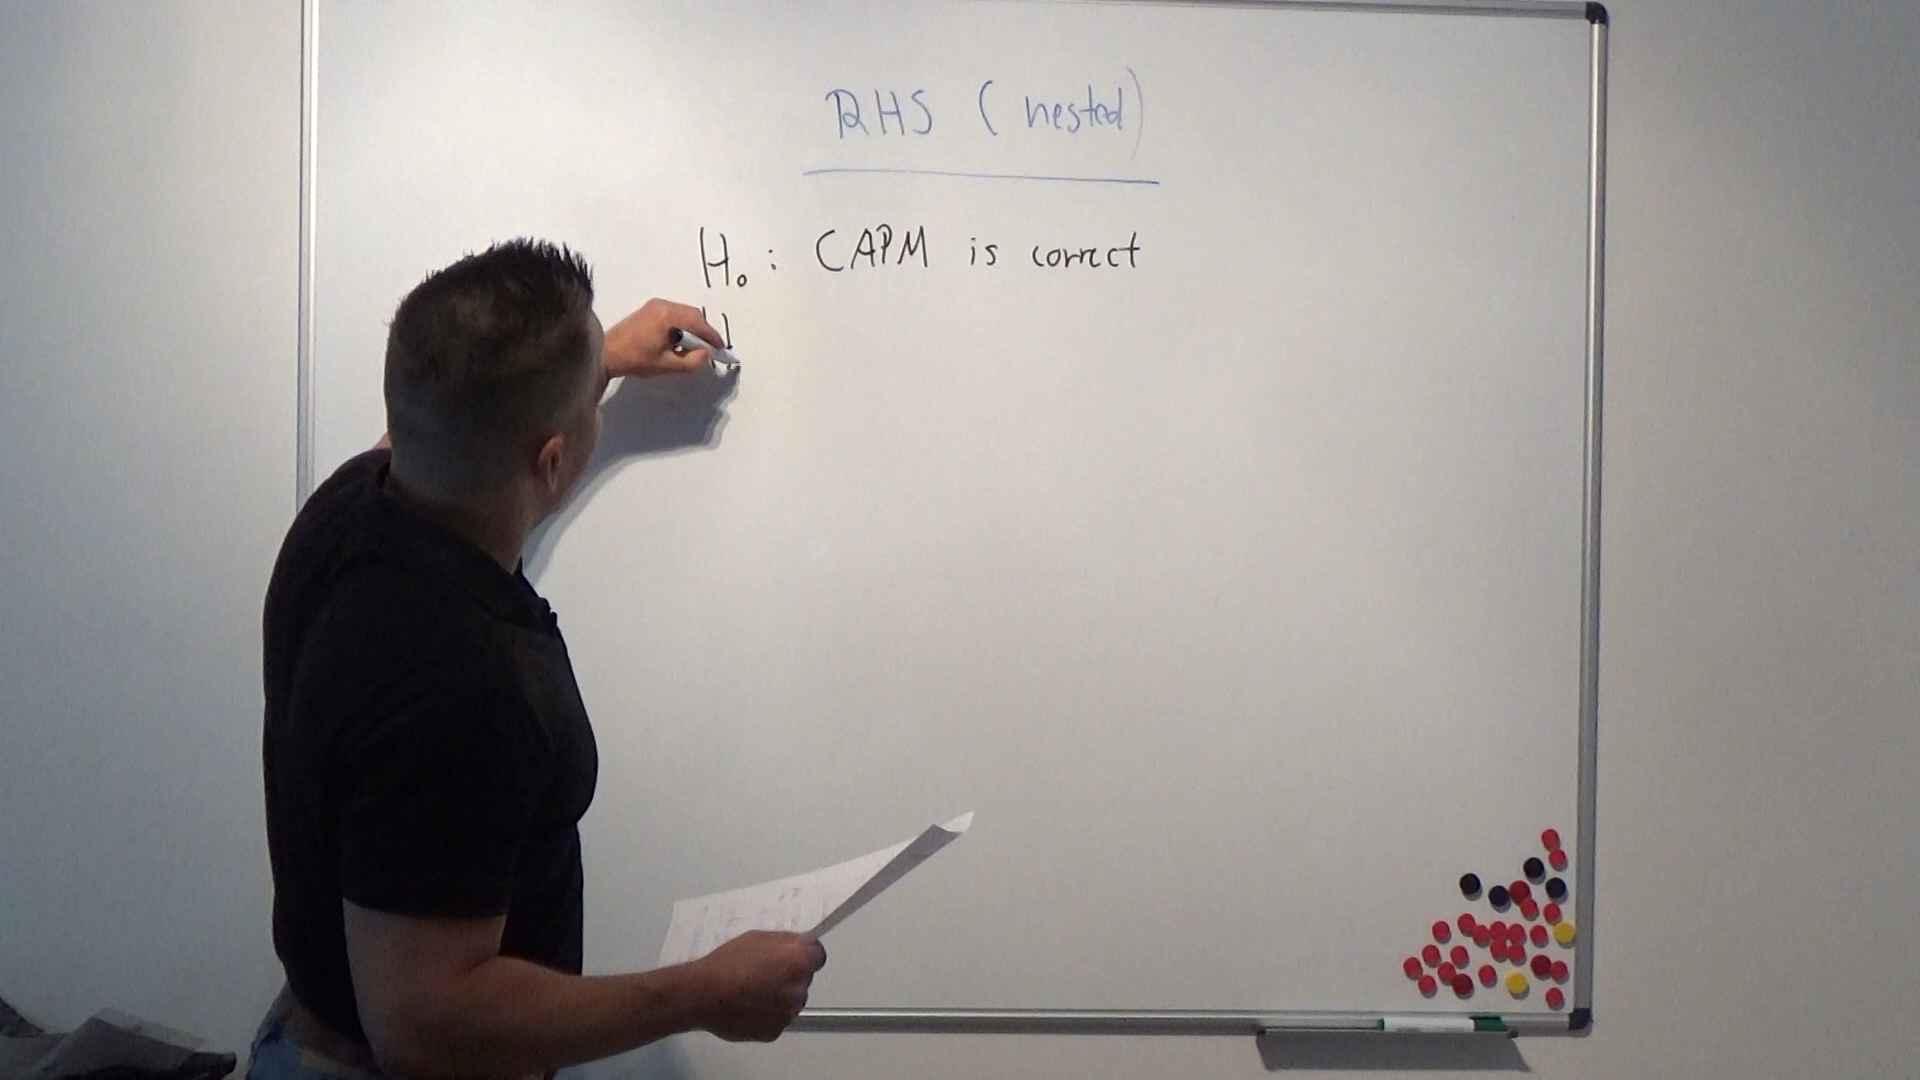 RHS (nested)
H₀: CAPM is correct
H